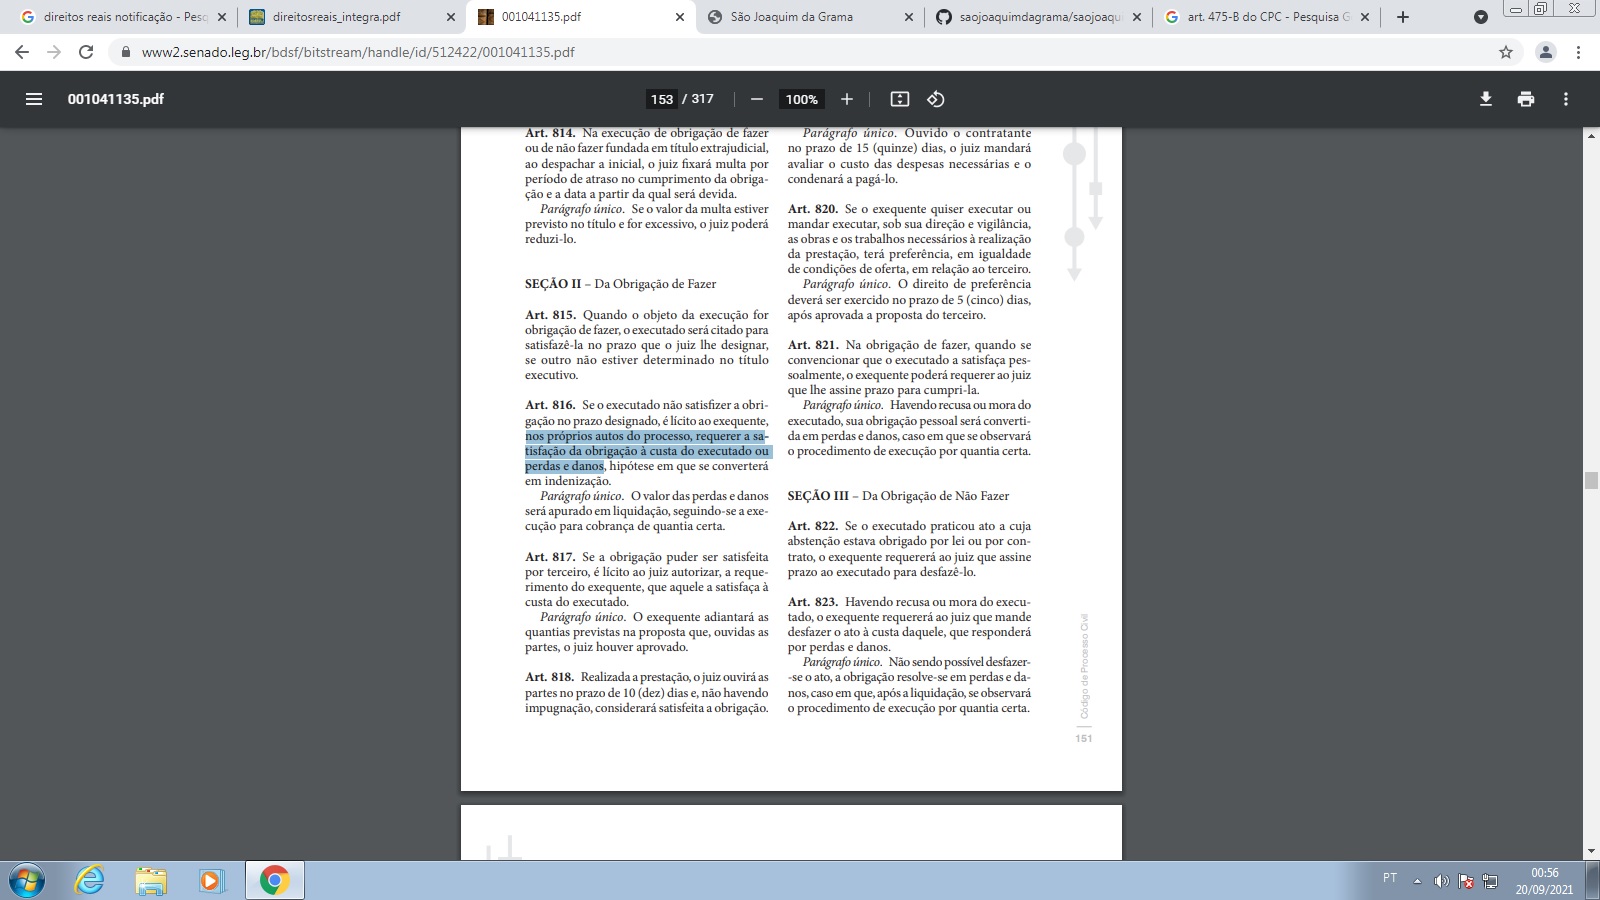 direitos reais notificação - Pesq
direitosreais_integra.pdf
001041135.pdf
São Joaquim da Grama
saojoaquimdagrama/saojoaqui
art. 475-B do CPC - Pesquisa G
www2.senado.leg.br/bdsf/bitstream/handle/id/512422/001041135.pdf
001041135.pdf
153 / 317
100%
Art. 814. Na execução de obrigação de fazer
ou de não fazer fundada em título extrajudicial,
ao despachar a inicial, o juiz fixará multa por
período de atraso no cumprimento da obriga-
ção e a data a partir da qual será devida.
Parágrafo único. Se o valor da multa estiver
previsto no título e for excessivo, o juiz poderá
reduzi-lo.
SEÇÃO II – Da Obrigação de Fazer
Art. 815. Quando o objeto da execução for
obrigação de fazer, o executado será citado para
satisfazê-la no prazo que o juiz lhe designar,
se outro não estiver determinado no título
executivo.
Art. 816. Se o executado não satisfizer a obri-
gação no prazo designado, é lícito ao exequente,
nos próprios autos do processo, requerer a sa-
tisfação da obrigação à custa do executado ou
perdas e danos, hipótese em que se converterá
em indenização.
Parágrafo único. O valor das perdas e danos
será apurado em liquidação, seguindo-se a exe-
cução para cobrança de quantia certa.
Art. 817. Se a obrigação puder ser satisfeita
por terceiro, é lícito ao juiz autorizar, a reque-
rimento do exequente, que aquele a satisfaça à
custa do executado.
Parágrafo único. O exequente adiantará as
quantias previstas na proposta que, ouvidas as
partes, o juiz houver aprovado.
Art. 818. Realizada a prestação, o juiz ouvirá as
partes no prazo de 10 (dez) dias e, não havendo
impugnação, considerará satisfeita a obrigação.
Parágrafo único. Ouvido o contratante
no prazo de 15 (quinze) dias, o juiz mandará
avaliar o custo das despesas necessárias e o
condenará a pagá-lo.
Art. 820. Se o exequente quiser executar ou
mandar executar, sob sua direção e vigilância,
as obras e os trabalhos necessários à realização
da prestação, terá preferência, em igualdade
de condições de oferta, em relação ao terceiro.
Parágrafo único. O direito de preferência
deverá ser exercido no prazo de 5 (cinco) dias,
após aprovada a proposta do terceiro.
Art. 821. Na obrigação de fazer, quando se
convencionar que o executado a satisfaça pes-
soalmente, o exequente poderá requerer ao juiz
que lhe assine prazo para cumpri-la.
Parágrafo único. Havendo recusa ou mora do
executado, sua obrigação pessoal será converti-
da em perdas e danos, caso em que se observará
o procedimento de execução por quantia certa.
SEÇÃO III – Da Obrigação de Não Fazer
Art. 822. Se o executado praticou ato a cuja
abstenção estava obrigado por lei ou por con-
trato, o exequente requererá ao juiz que assine
prazo ao executado para desfazê-lo.
Art. 823. Havendo recusa ou mora do execu-
tado, o exequente requererá ao juiz que mande
desfazer o ato à custa daquele, que responderá
por perdas e danos.
Parágrafo único. Não sendo possível desfazer-
-se o ato, a obrigação resolve-se em perdas e da-
nos, caso em que, após a liquidação, se observará
o procedimento de execução por quantia certa.
Código de Processo Civil
151
PT
00:56
20/09/2021